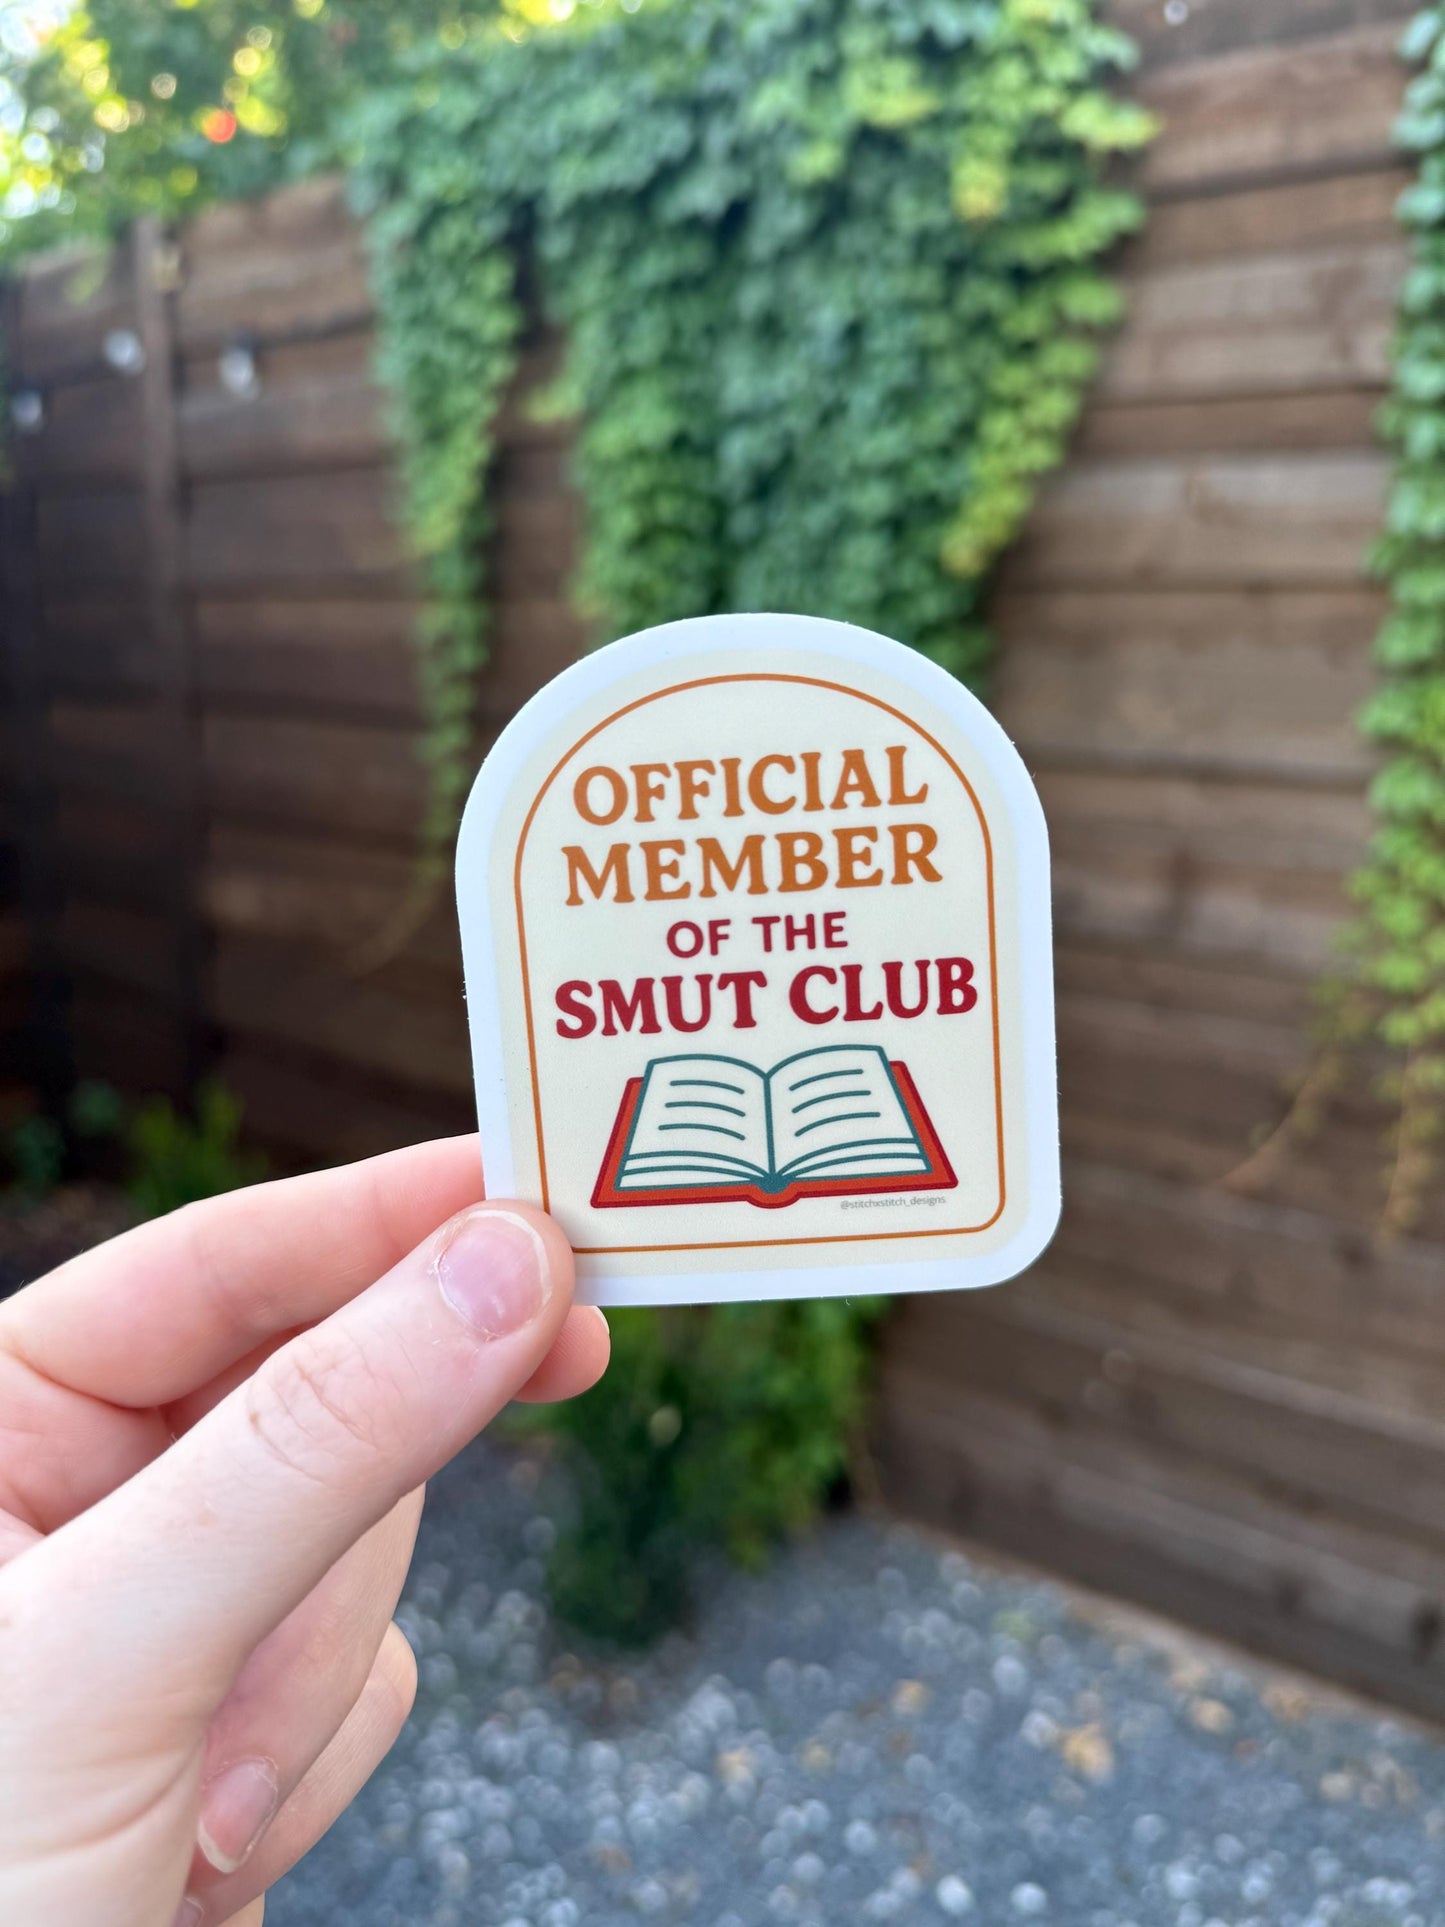 OFFICIAL
MEMBER
OF THE
SMUT CLUB
@stitchxstitch_designs